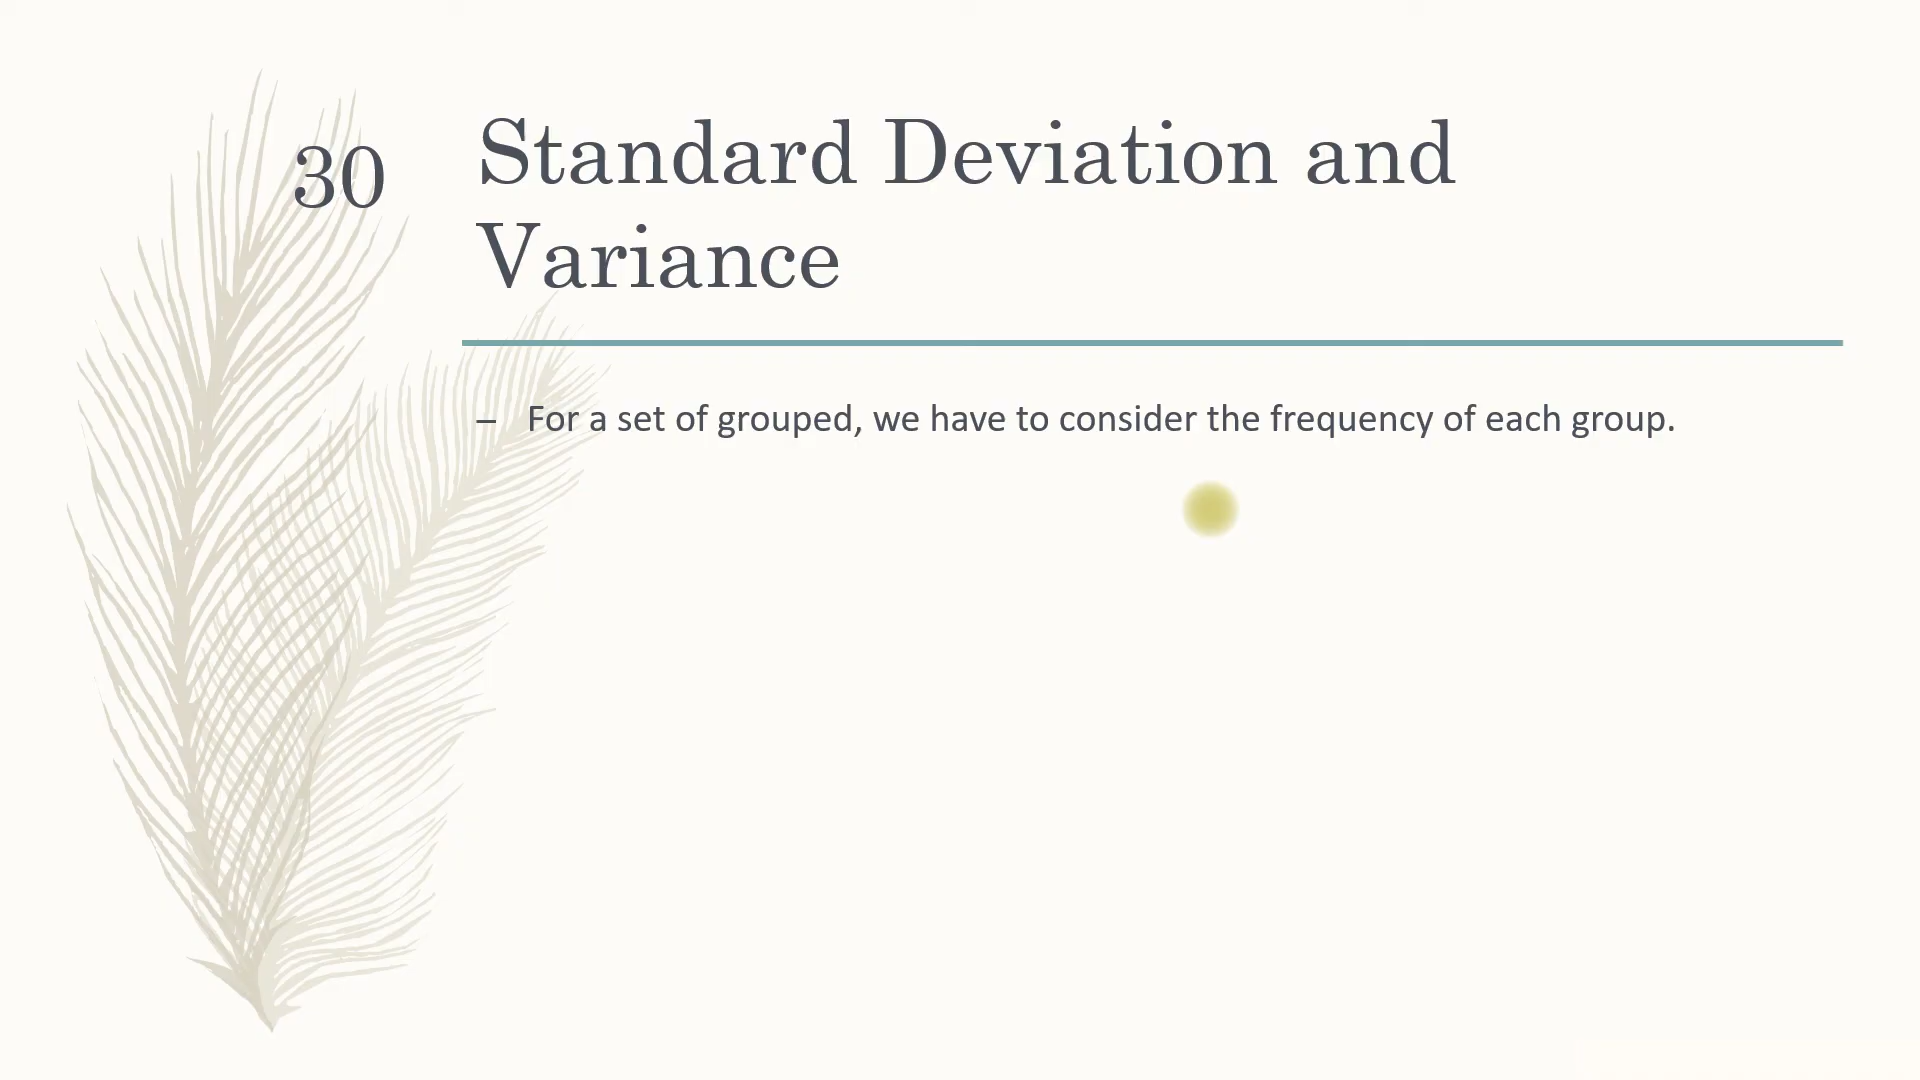 30
Standard Deviation and
Variance
– For a set of grouped, we have to consider the frequency of each group.